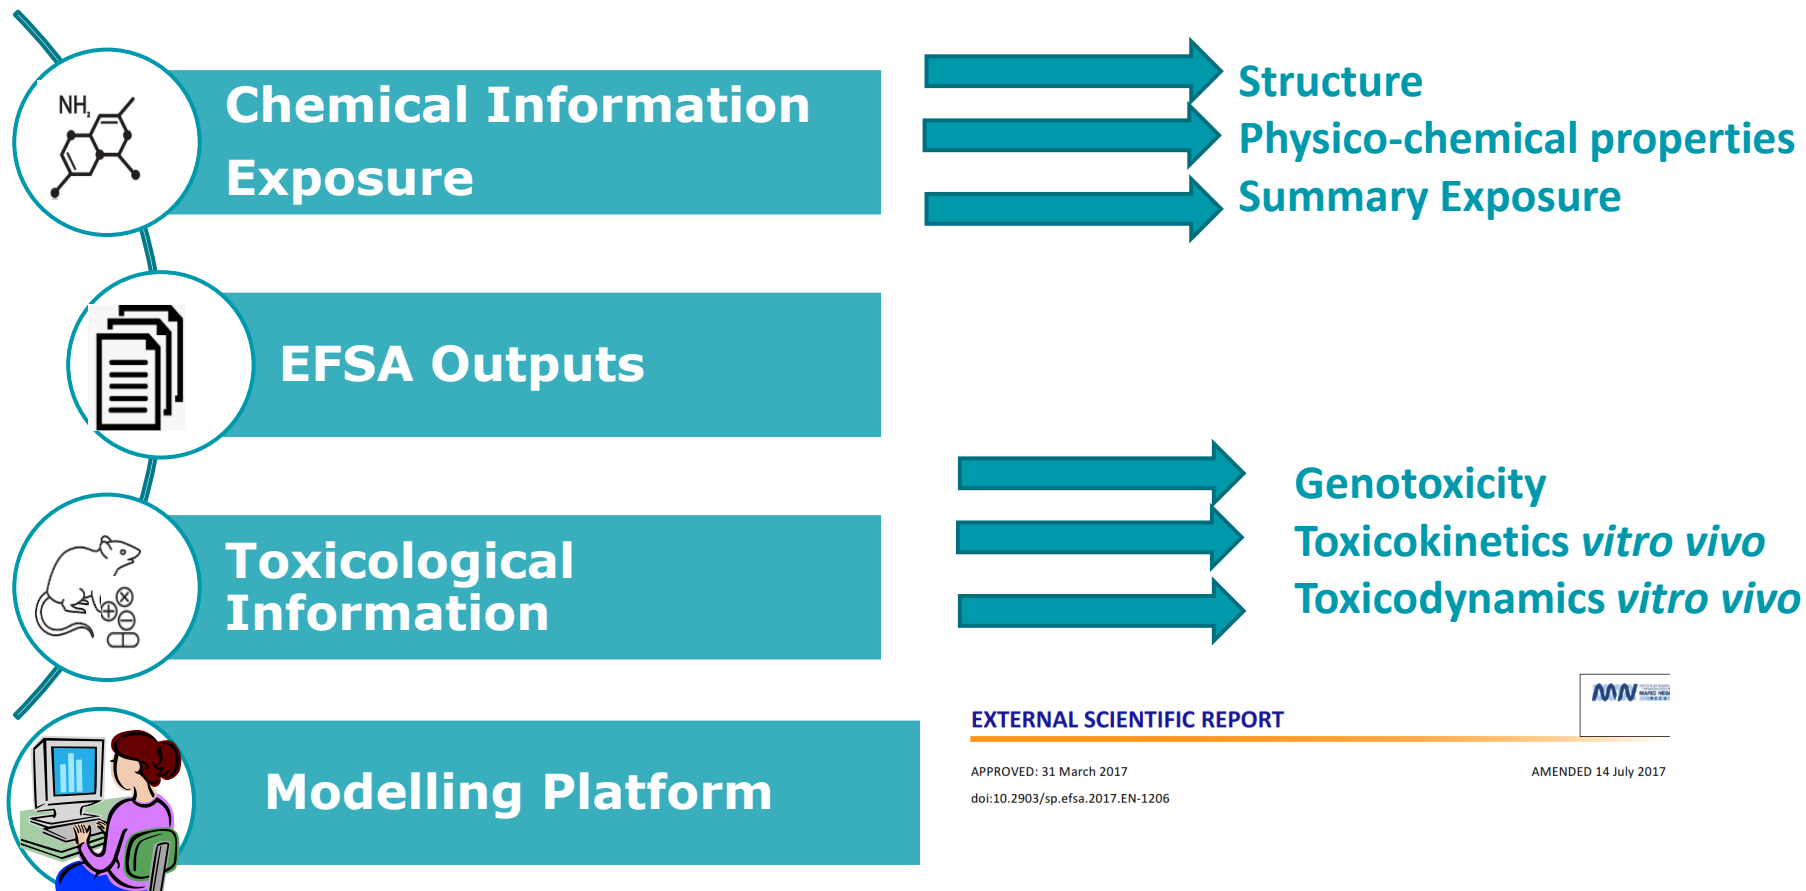 NH2
Chemical Information
Exposure
Structure
Physico-chemical properties
Summary Exposure
EFSA Outputs
Toxicological
Information
Genotoxicity
Toxicokinetics vitro vivo
Toxicodynamics vitro vivo
Modelling Platform
EXTERNAL SCIENTIFIC REPORT
APPROVED: 31 March 2017
AMENDED 14 July 2017
doi:10.2903/sp.efsa.2017.EN-1206